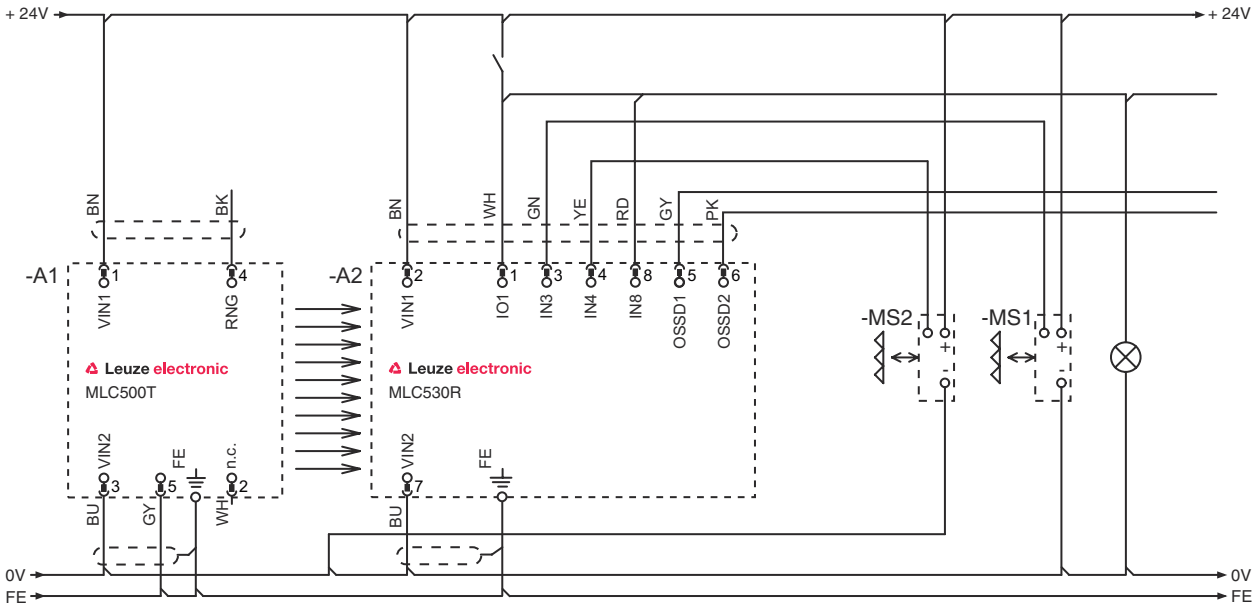 + 24V
+ 24V
BN
BK
BN
WH
GN
YE
RD
GY
PK
-A1
1
4
-A2
2
1
3
4
8
5
6
VIN1
RNG
VIN1
IO1
IN3
IN4
IN8
OSSD1
OSSD2
-MS2
-MS1
+
+
-
-
Leuze electronic
MLC500T
Leuze electronic
MLC530R
VIN2
FE
n.c.
VIN2
FE
3
5
2
7
BU
GY
WH
BU
0V
0V
FE
FE